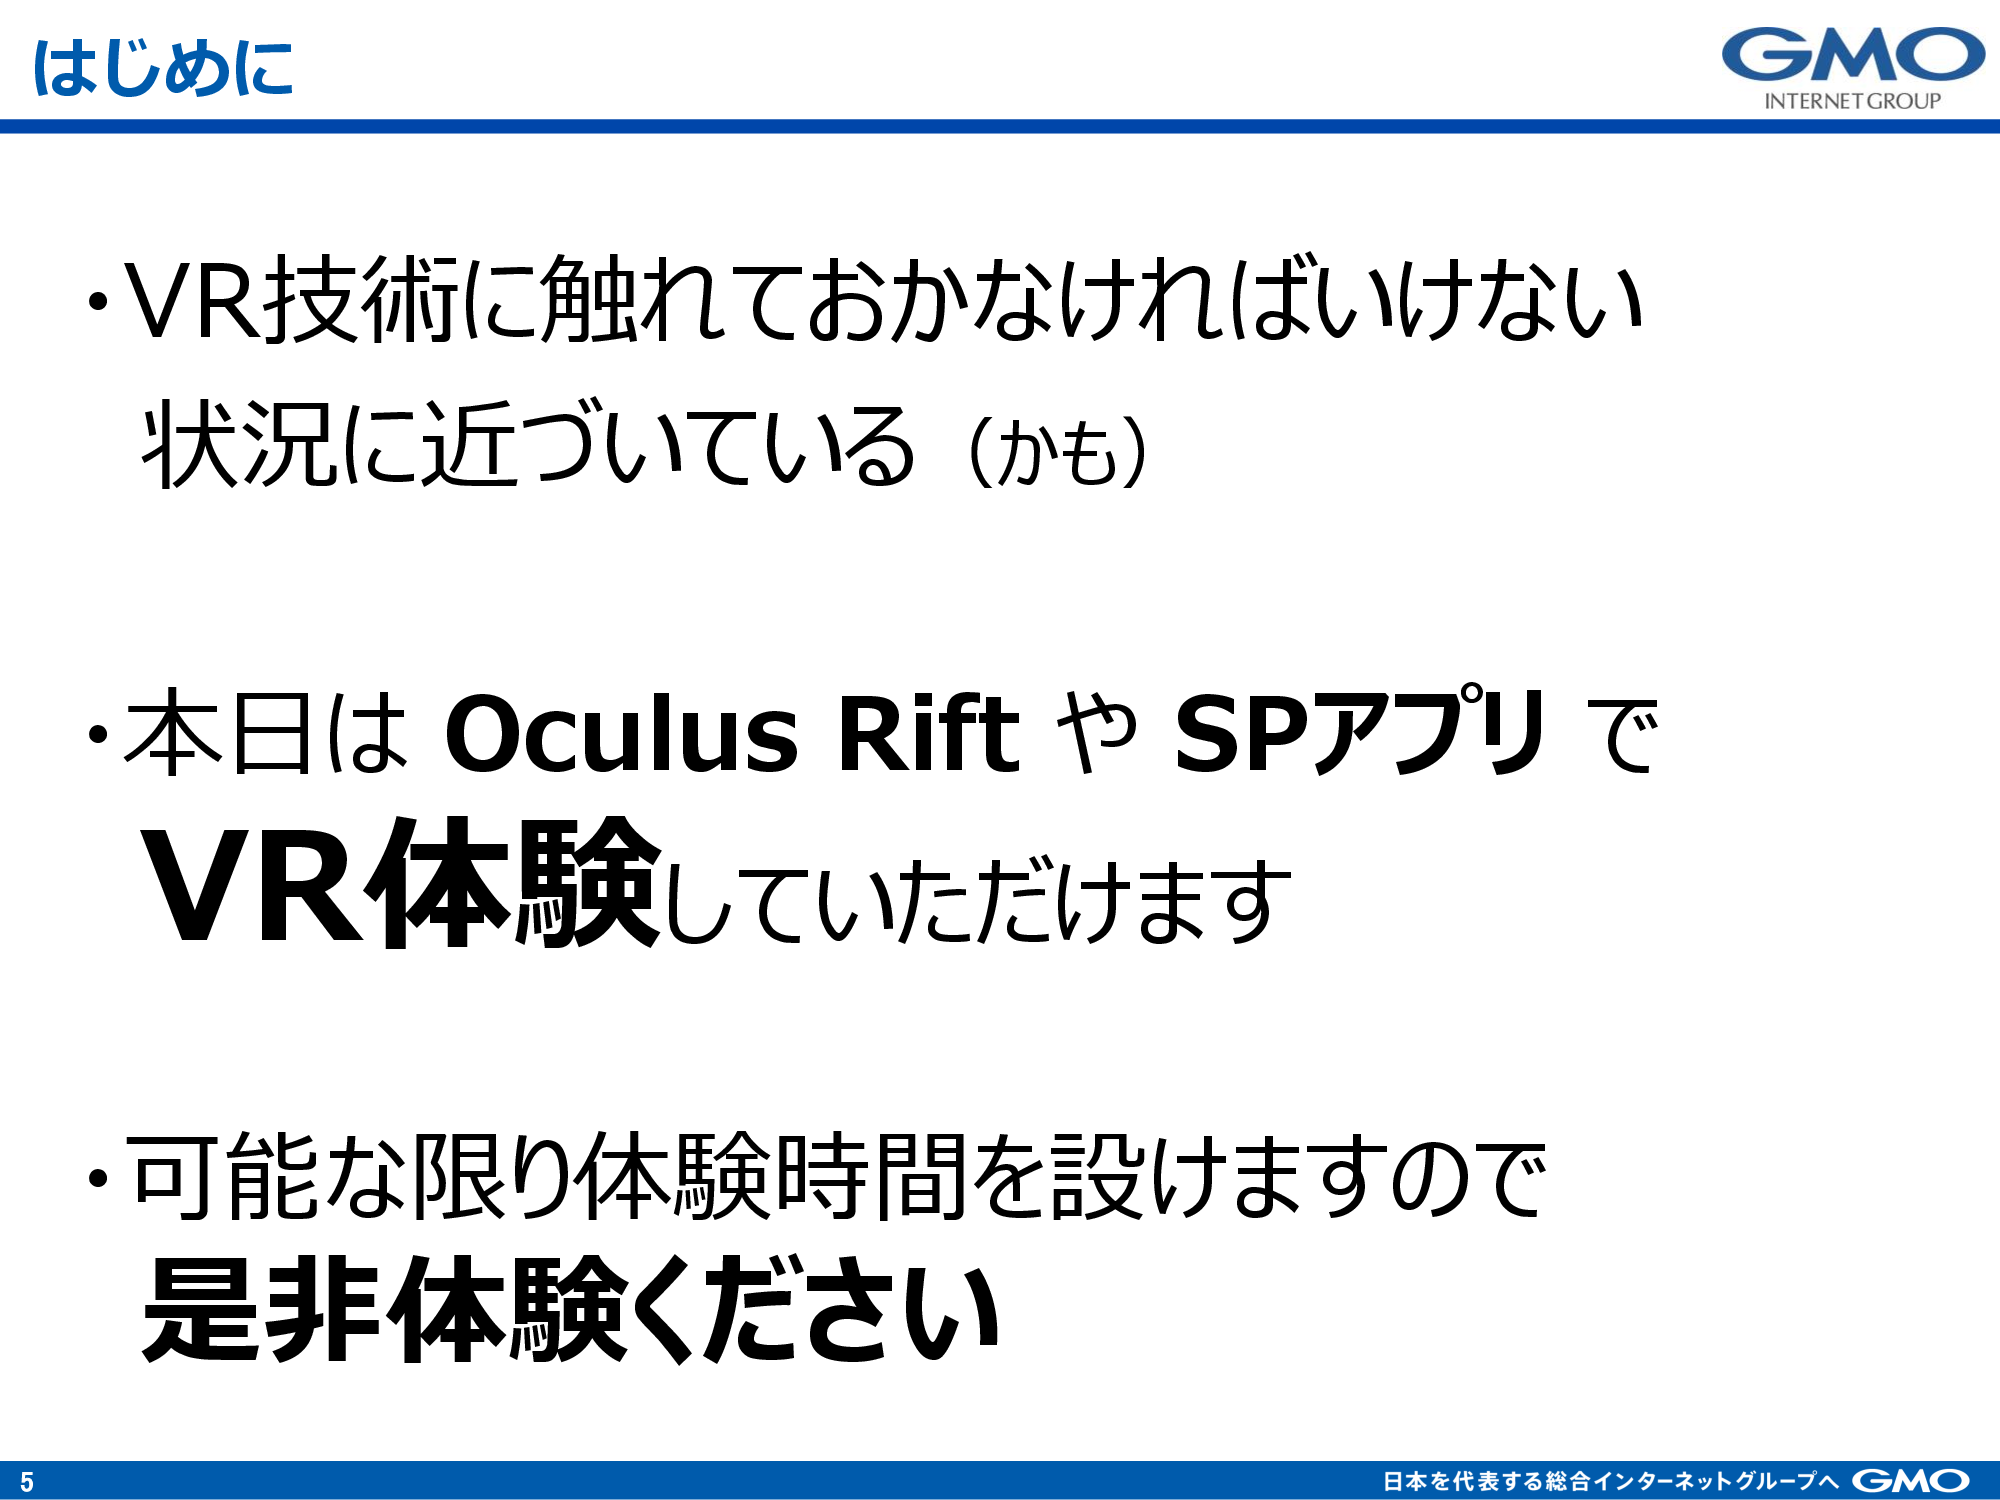 はじめに
GMO
INTERNET GROUP
・VR技術に触れておかなければいけない
状況に近づいている（かも）
・本日は Oculus Rift や SPアプリ で
VR体験していただけます
・可能な限り体験時間を設けますので
是非体験ください
5
日本を代表する総合インターネットグループへ GMO